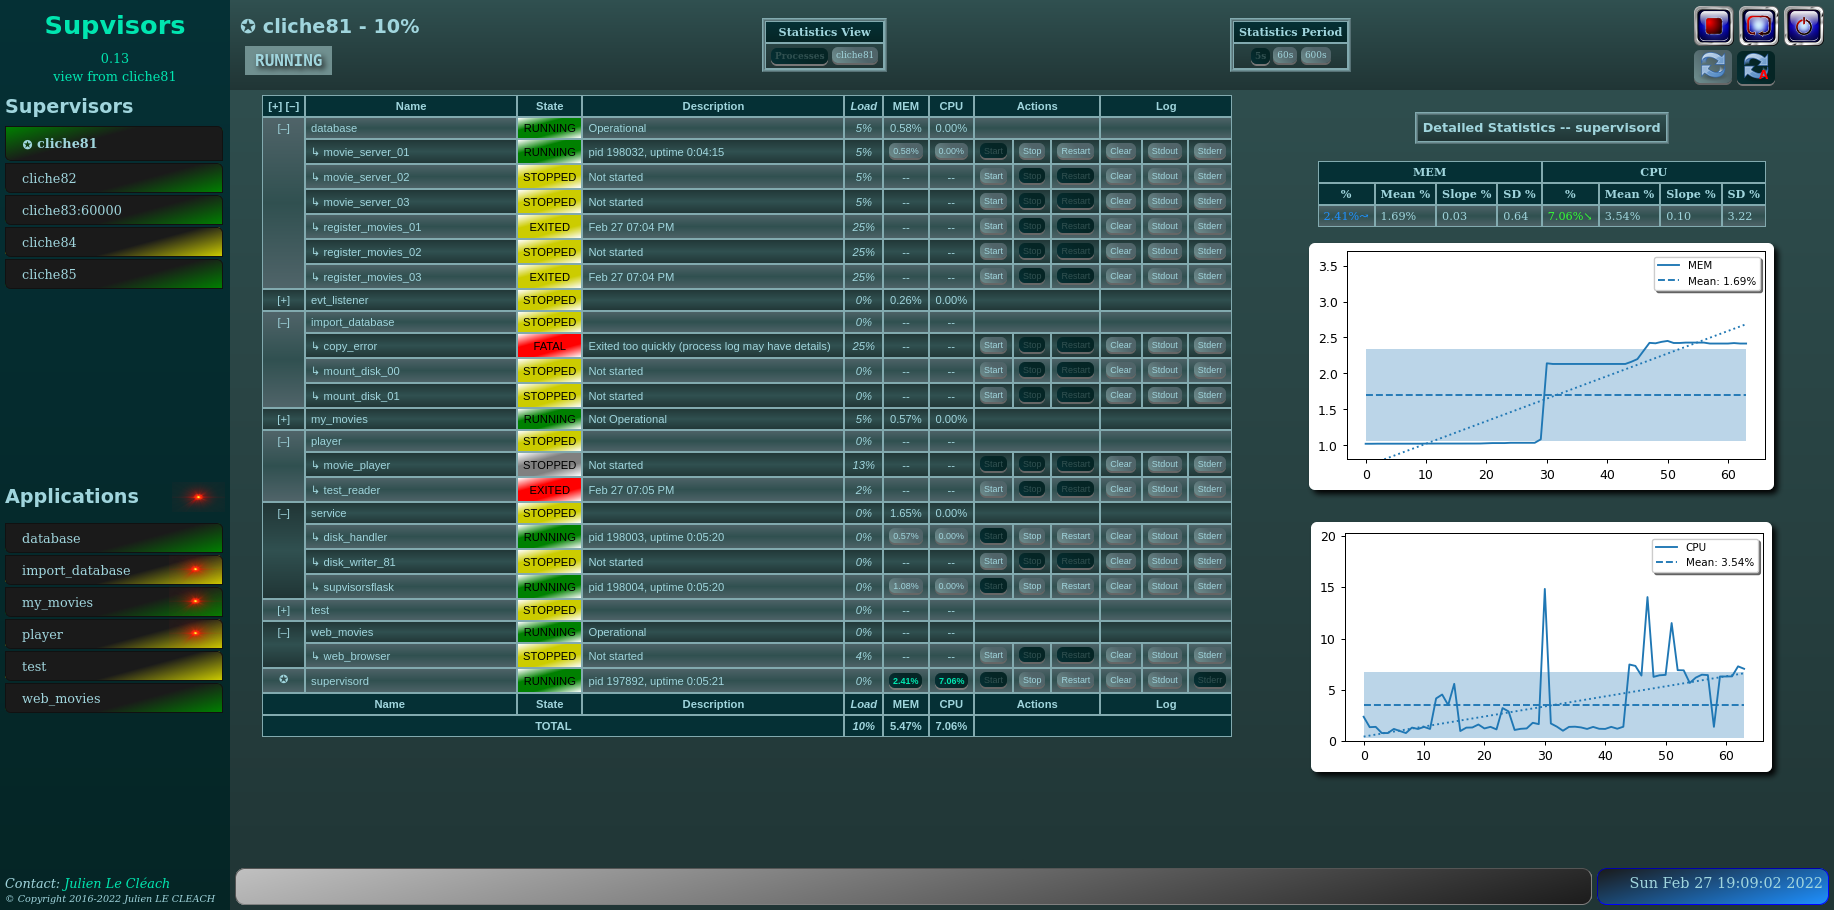 Supvisors
0.13
view from cliche81
Supervisors
✪ cliche81
cliche82
cliche83:60000
cliche84
cliche85
Applications
database
import_database
my_movies
player
test
web_movies
Contact: Julien Le Cléach
© Copyright 2016-2022 Julien LE CLEACH
✪ cliche81 - 10%
RUNNING
Statistics View
Processes cliche81
Statistics Period
5s 60s 600s
[+] [–] Name State Description Load MEM CPU Actions Log
[–] database RUNNING Operational 5% 0.58% 0.00%
↳ movie_server_01 RUNNING pid 198032, uptime 0:04:15 5% 0.58% 0.00% Start Stop Restart Clear Stdout Stderr
↳ movie_server_02 STOPPED Not started 5% -- -- Start Stop Restart Clear Stdout Stderr
↳ movie_server_03 STOPPED Not started 5% -- -- Start Stop Restart Clear Stdout Stderr
↳ register_movies_01 EXITED Feb 27 07:04 PM 25% -- -- Start Stop Restart Clear Stdout Stderr
↳ register_movies_02 STOPPED Not started 25% -- -- Start Stop Restart Clear Stdout Stderr
↳ register_movies_03 EXITED Feb 27 07:04 PM 25% -- -- Start Stop Restart Clear Stdout Stderr
[+] evt_listener STOPPED 0% 0.26% 0.00%
[–] import_database STOPPED 0% -- --
↳ copy_error FATAL Exited too quickly (process log may have details) 25% -- -- Start Stop Restart Clear Stdout Stderr
↳ mount_disk_00 STOPPED Not started 0% -- -- Start Stop Restart Clear Stdout Stderr
↳ mount_disk_01 STOPPED Not started 0% -- -- Start Stop Restart Clear Stdout Stderr
[+] my_movies RUNNING Not Operational 5% 0.57% 0.00%
[–] player STOPPED 0% -- --
↳ movie_player STOPPED Not started 13% -- -- Start Stop Restart Clear Stdout Stderr
↳ test_reader EXITED Feb 27 07:05 PM 2% -- -- Start Stop Restart Clear Stdout Stderr
[–] service STOPPED 0% 1.65% 0.00%
↳ disk_handler RUNNING pid 198003, uptime 0:05:20 0% 0.57% 0.00% Start Stop Restart Clear Stdout Stderr
↳ disk_writer_81 STOPPED Not started 0% -- -- Start Stop Restart Clear Stdout Stderr
↳ supvisorsflask RUNNING pid 198004, uptime 0:05:20 0% 1.08% 0.00% Start Stop Restart Clear Stdout Stderr
[+] test STOPPED 0% -- --
[–] web_movies RUNNING Operational 0% -- --
↳ web_browser STOPPED Not started 4% -- -- Start Stop Restart Clear Stdout Stderr
✪ supervisord RUNNING pid 197892, uptime 0:05:21 0% 2.41% 7.06% Start Stop Restart Clear Stdout Stderr
Name State Description Load MEM CPU Actions Log
TOTAL 10% 5.47% 7.06%
Detailed Statistics -- supervisord
MEM CPU
% Mean % Slope % SD % % Mean % Slope % SD %
2.41%~ 1.69% 0.03 0.64 7.06%↘ 3.54% 0.10 3.22
MEM
Mean: 1.69%
3.5
3.0
2.5
2.0
1.5
1.0
0 10 20 30 40 50 60
CPU
Mean: 3.54%
20
15
10
5
0
0 10 20 30 40 50 60
Sun Feb 27 19:09:02 2022